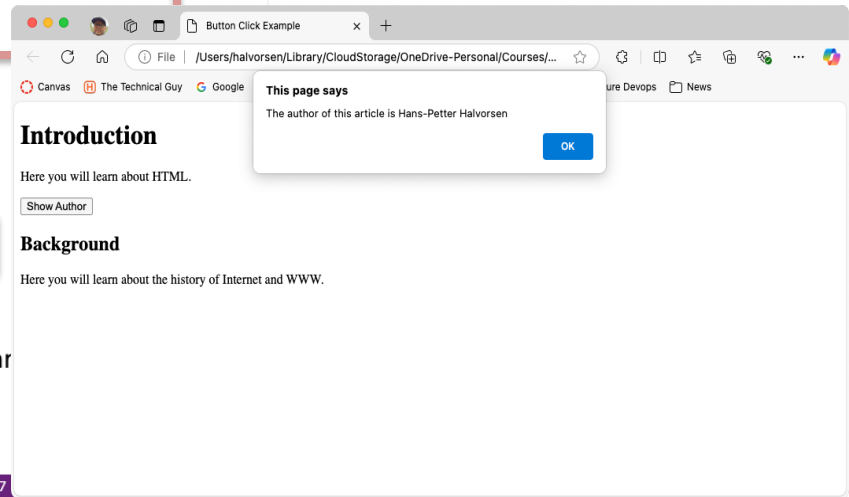 Button Click Example
File | /Users/halvorsen/Library/CloudStorage/OneDrive-Personal/Courses/...
Canvas
H The Technical Guy
G Google
ure Devops
News
This page says
The author of this article is Hans-Petter Halvorsen
OK
Introduction
Here you will learn about HTML.
Show Author
Background
Here you will learn about the history of Internet and WWW.
ar
7